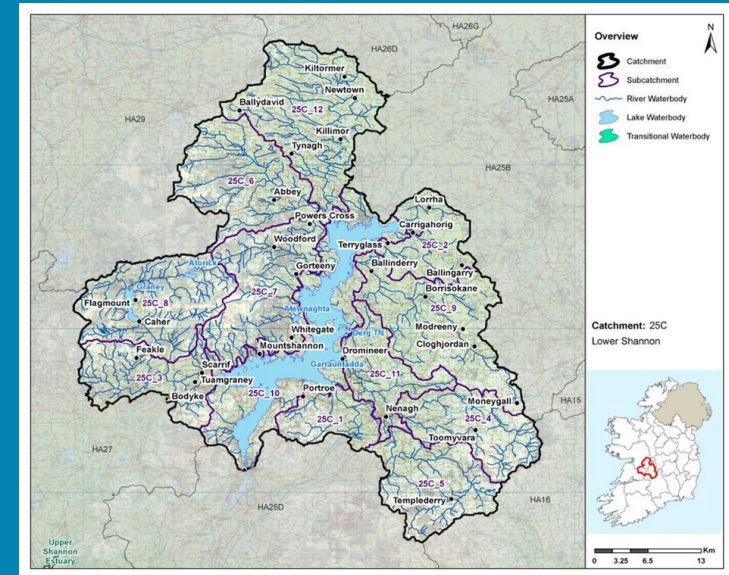 HA26G
HA26D
HA25A
HA29
HA25B
HA15
HA27
HA25D
HA16
Kiltormer
Newtown
Ballydavid
25C_12
Killimor
Tynagh
25C_6
Abbey
Lorrha
Powers Cross
Carrigahorig
Woodford
Terryglass
25C_2
Atorick
Gorteeny
Ballinderry
Ballingarry
Graney
25C_7
Borrisokane
Flagmount
25C_8
Alewnaghta
25C_9
Caher
Whitegate
Derg TN
Modreeny
Cloghjordan
Feakle
Mountshannon
Dromineer
Scarriff
Garraunfadda
25C_3
Tuamgraney
25C_11
Bodyke
25C_10
Portroe
Moneygall
25C_1
Nenagh
25C_4
Toomyvara
25C_5
Templederry
Upper
Shannon
Estuary
Overview
N
Catchment
Subcatchment
River Waterbody
Lake Waterbody
Transitional Waterbody
Catchment: 25C
Lower Shannon
Km
0 3.25 6.5 13